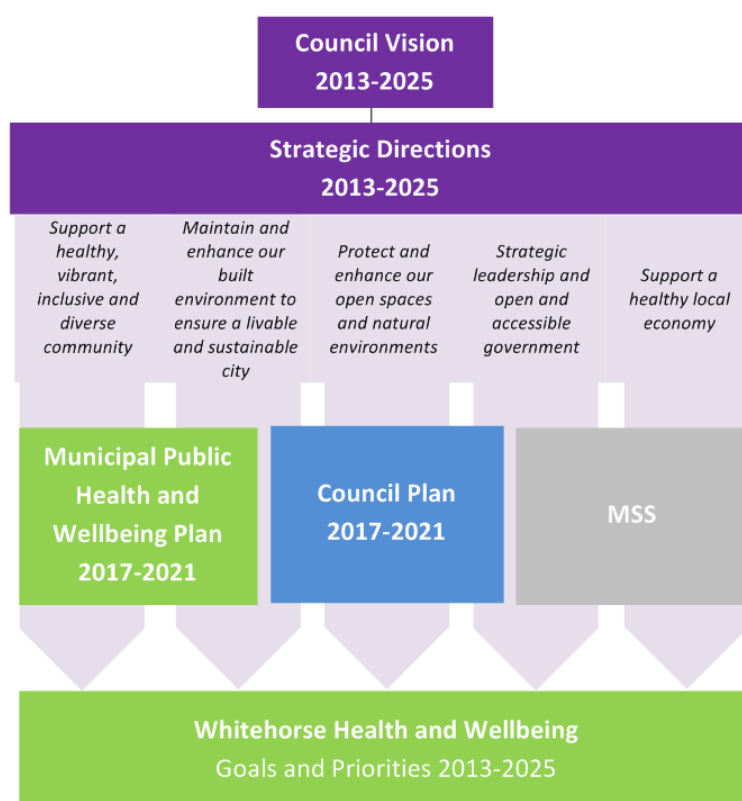 Council Vision
2013-2025
Strategic Directions
2013-2025
Support a
healthy,
vibrant,
inclusive and
diverse
community
Maintain and
enhance our
built
environment to
ensure a livable
and sustainable
city
Protect and
enhance our
open spaces
and natural
environments
Strategic
leadership and
open and
accessible
government
Support a
healthy local
economy
Municipal Public
Health and
Wellbeing Plan
2017-2021
Council Plan
2017-2021
MSS
Whitehorse Health and Wellbeing
Goals and Priorities 2013-2025